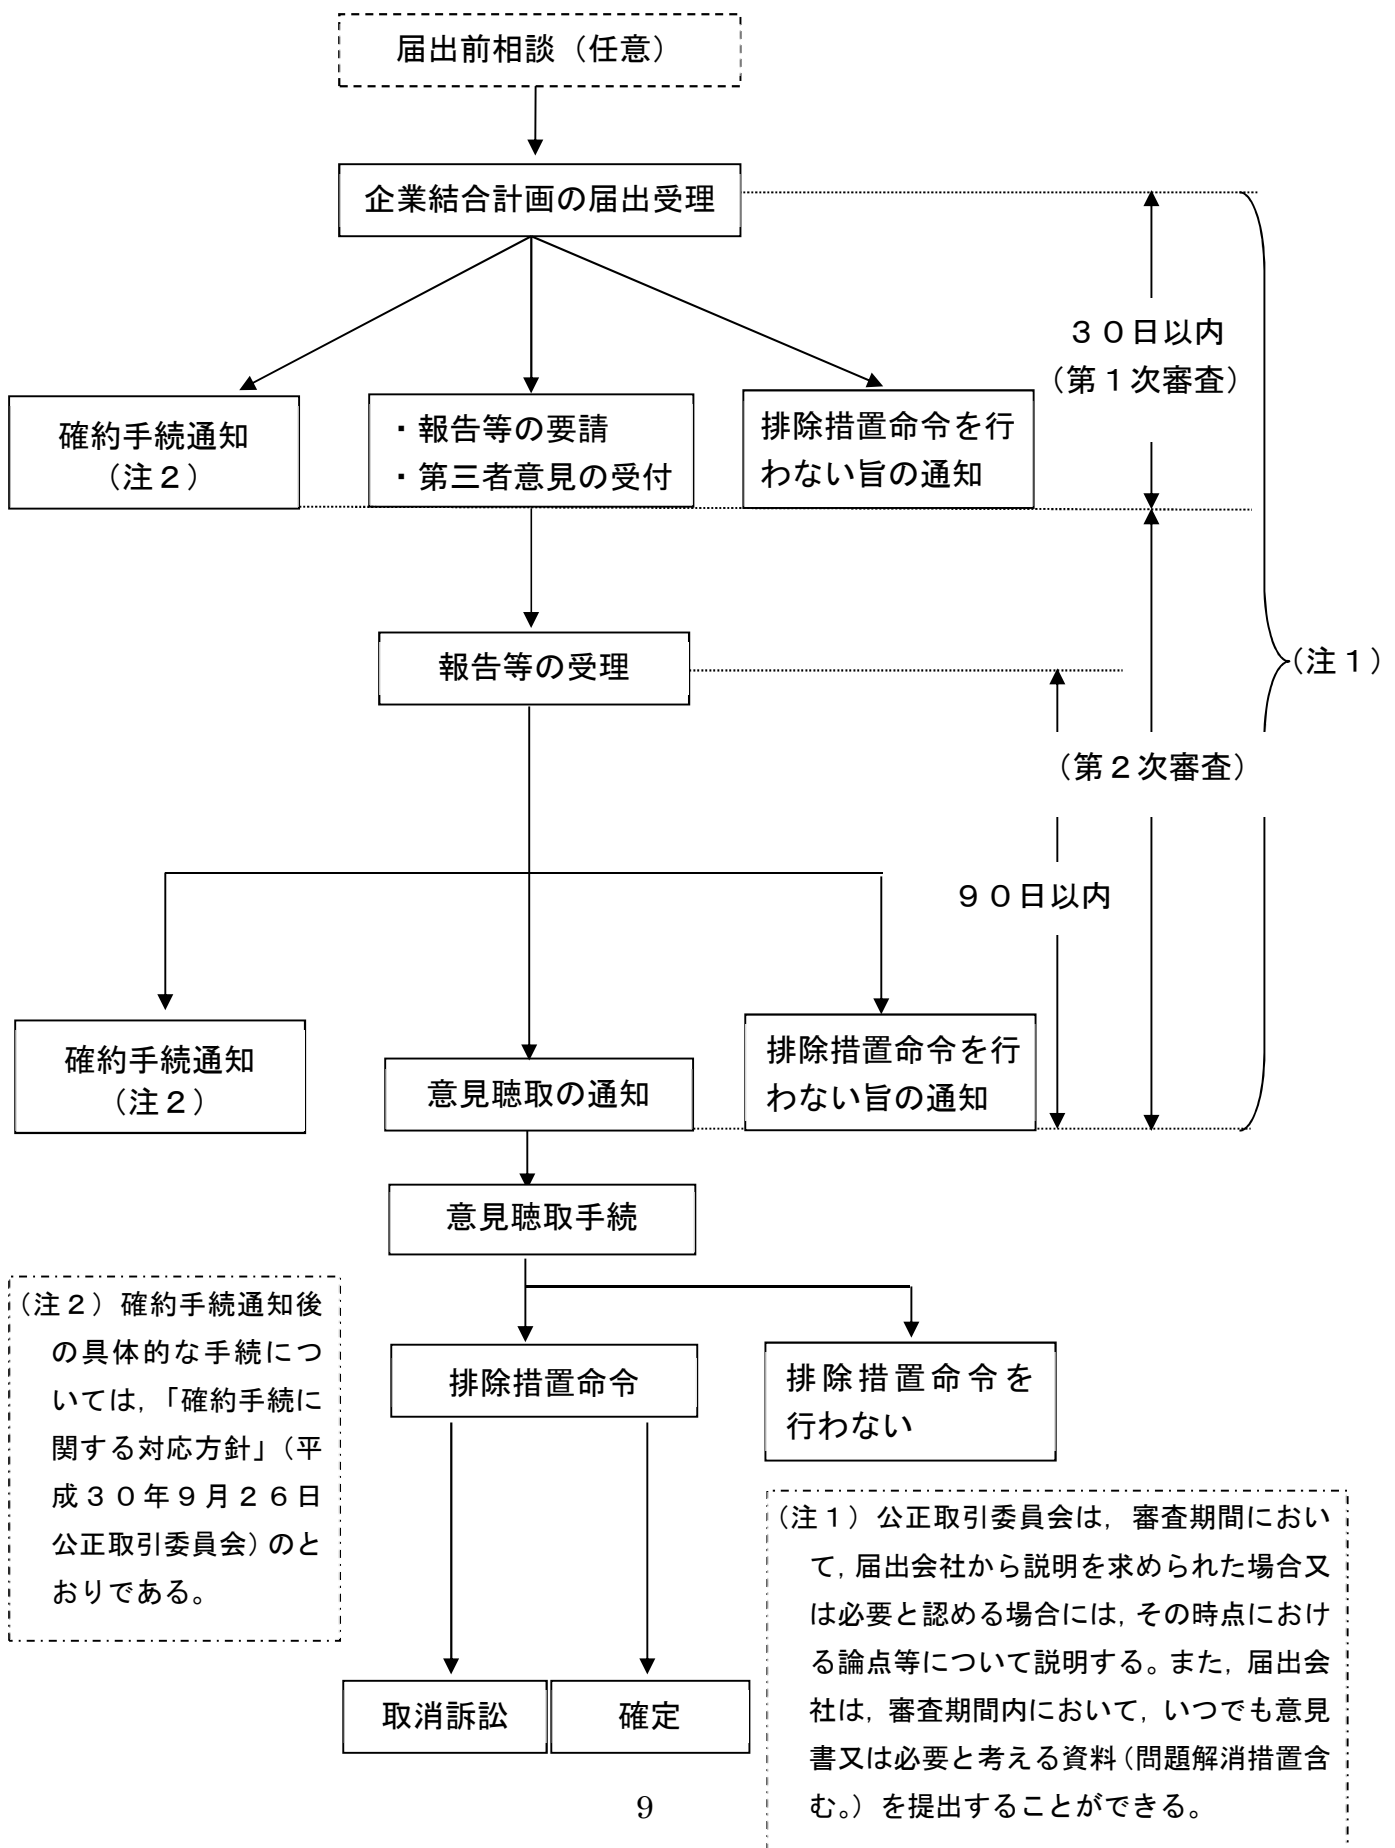 届出前相談（任意）
企業結合計画の届出受理
３０日以内
（第１次審査）
確約手続通知
（注２）
・報告等の要請
・第三者意見の受付
排除措置命令を行
わない旨の通知
報告等の受理
（注１）
（第２次審査）
９０日以内
確約手続通知
（注２）
意見聴取の通知
排除措置命令を行
わない旨の通知
意見聴取手続
（注２）確約手続通知後
の具体的な手続につ
いては，「確約手続に
関する対応方針」（平
成３０年９月２６日
公正取引委員会）のと
おりである。
排除措置命令
排除措置命令を
行わない
取消訴訟
確定
（注１）公正取引委員会は，審査期間におい
て，届出会社から説明を求められた場合又
は必要と認める場合には，その時点におけ
る論点等について説明する。また，届出会
社は，審査期間内において，いつでも意見
書又は必要と考える資料（問題解消措置含
む。）を提出することができる。
9